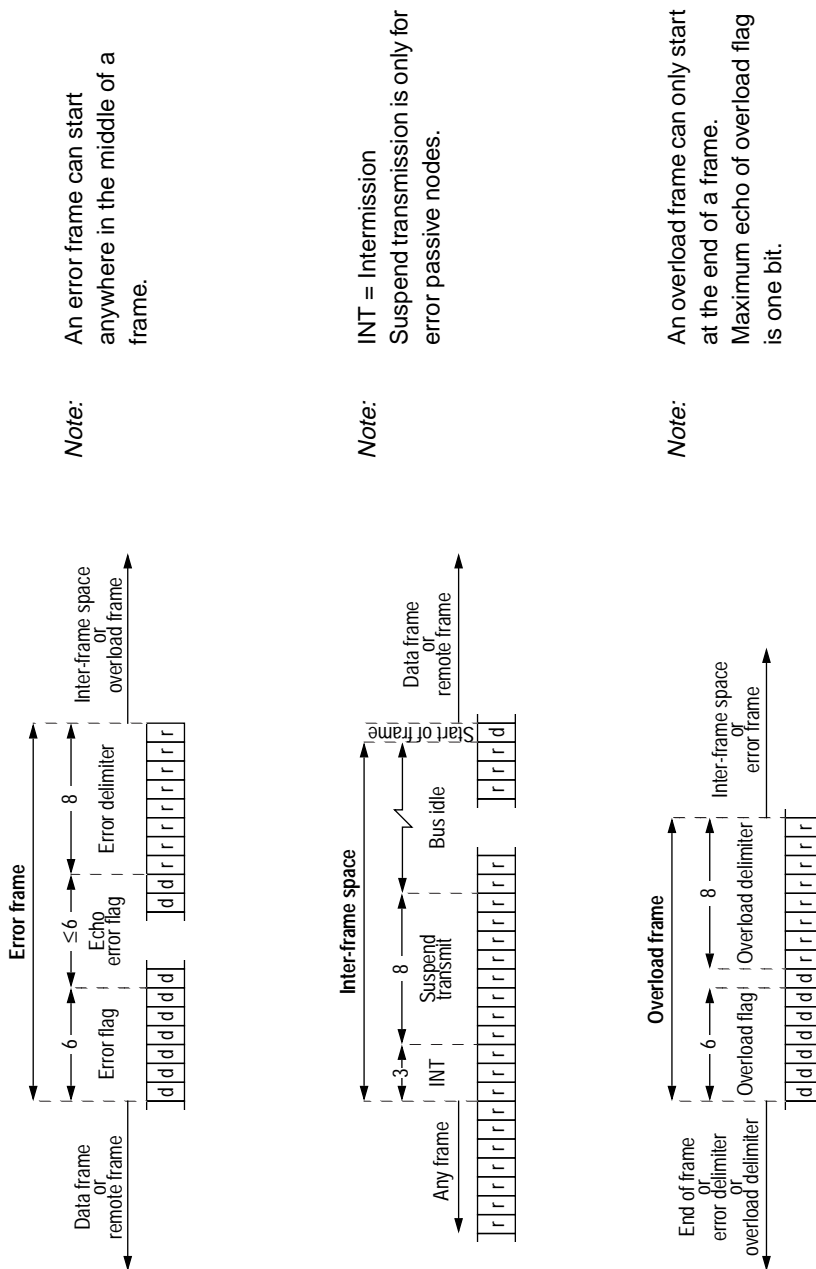 Error frame
Data frame
or
remote frame
6
Error flag
≤6
Echo
error flag
8
Error delimiter
Inter-frame space
or
overload frame
d d d d d d d d d r r r r r r r r
Note: An error frame can start
anywhere in the middle of a
frame.
Inter-frame space
Any frame
3
INT
8
Suspend
transmit
Bus idle
Start of frame
Data frame
or
remote frame
r r r r r r r r r r r r r r r r r r r r r r r d
Note: INT = Intermission
Suspend transmission is only for
error passive nodes.
Overload frame
End of frame
or
error delimiter
or
overload delimiter
6
Overload flag
8
Overload delimiter
Inter-frame space
or
error frame
d d d d d d d r r r r r r r r
Note: An overload frame can only start
at the end of a frame.
Maximum echo of overload flag
is one bit.